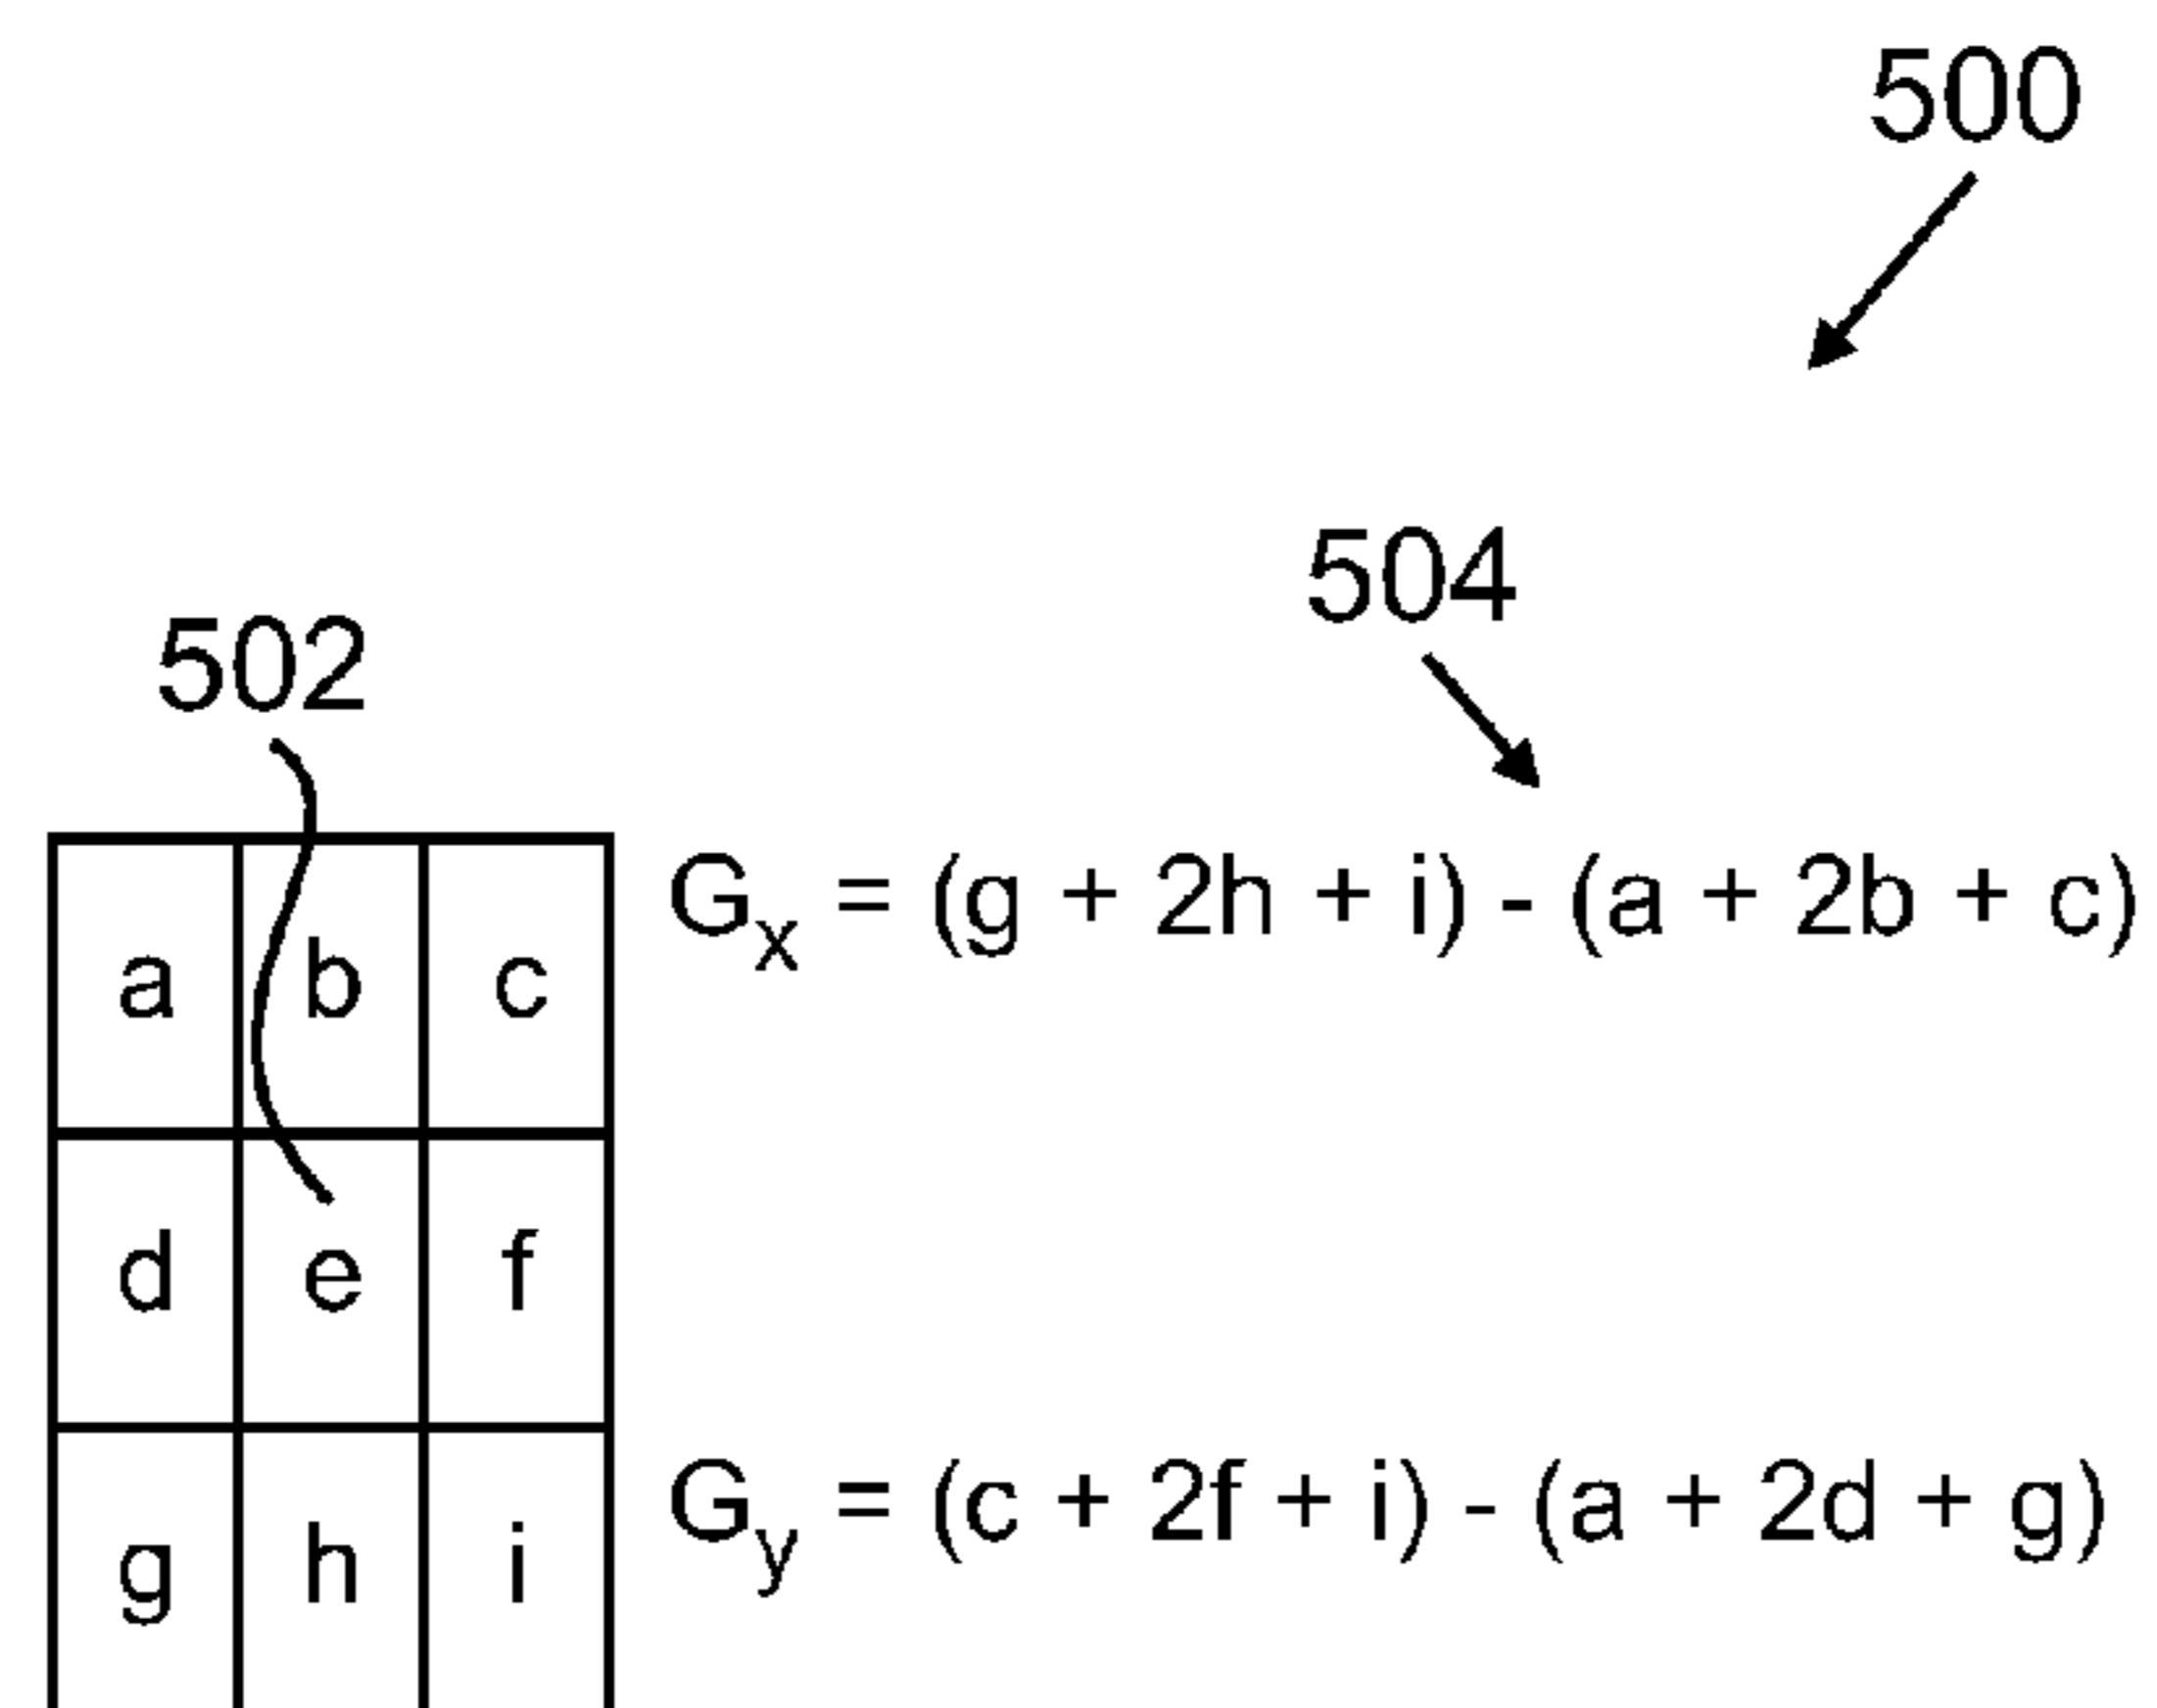 500
504
502
a b c
G_x = (g + 2h + i) - (a + 2b + c)
d e f
g h i
G_y = (c + 2f + i) - (a + 2d + g)